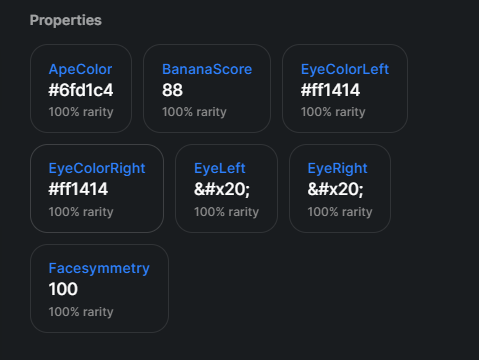 Properties
ApeColor
#6fd1c4
100% rarity
BananaScore
88
100% rarity
EyeColorLeft
#ff1414
100% rarity
EyeColorRight
#ff1414
100% rarity
EyeLeft
&#x20;
100% rarity
EyeRight
&#x20;
100% rarity
Facesymmetry
100
100% rarity